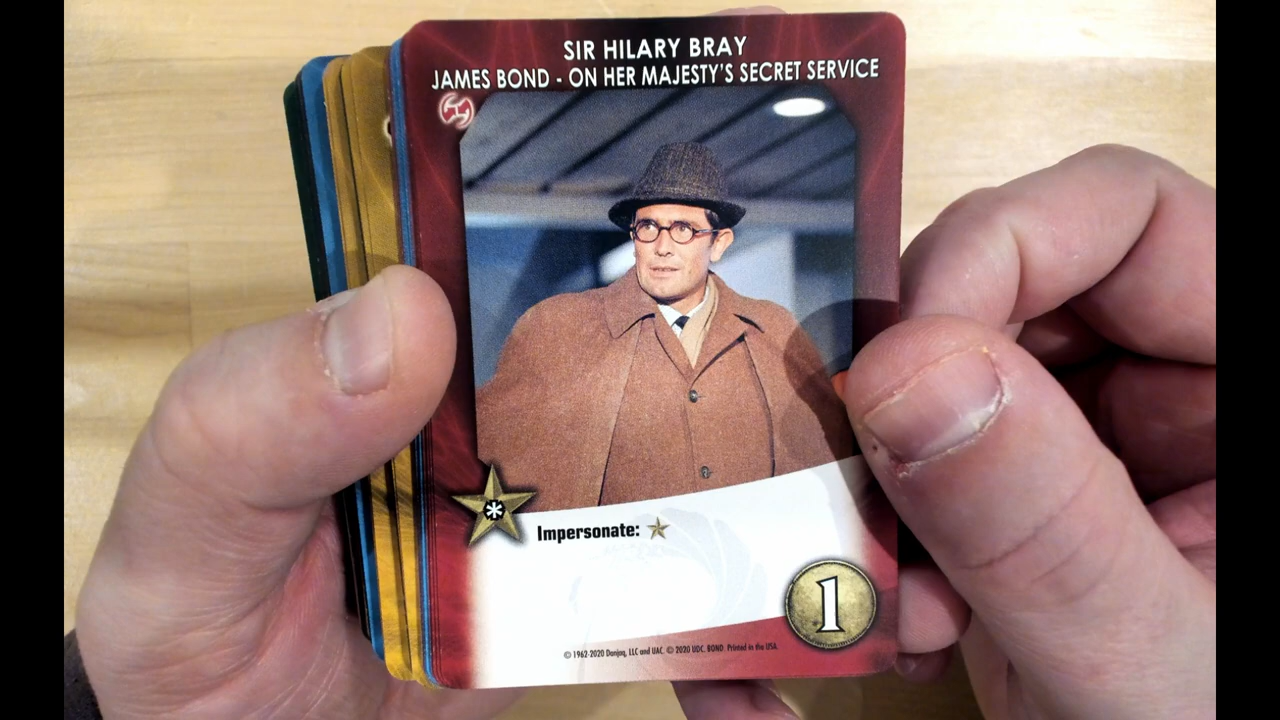 SIR HILARY BRAY
JAMES BOND - ON HER MAJESTY'S SECRET SERVICE
*
Impersonate:
1
© 1962-2020 Danjaq, LLC and UAC. © 2020 UDC. BOND. Printed in the USA.